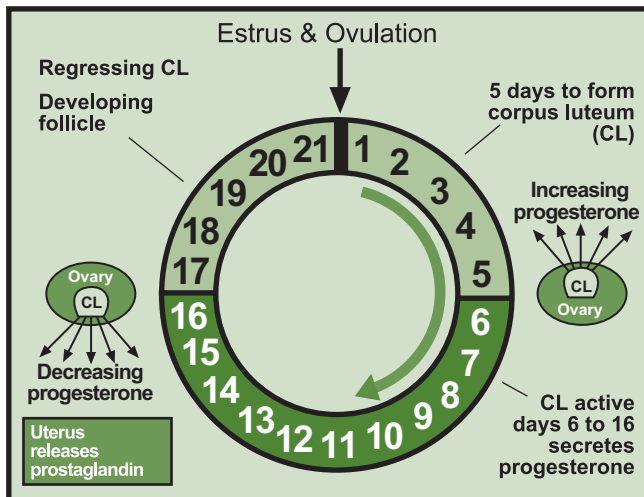 Estrus & Ovulation
Regressing CL
Developing
follicle
5 days to form
corpus luteum
(CL)
21 1 2 3 4 5
Increasing
progesterone
CL
Ovary
6 7 8 9 10 11 12 13 14 15 16
CL active
days 6 to 16
secretes
progesterone
17 18 19 20
Ovary
CL
Decreasing
progesterone
Uterus
releases
prostaglandin